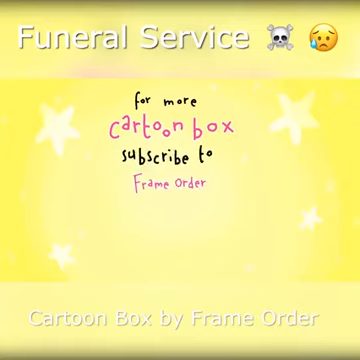 Funeral Service ☠️ 😥
for more
cartoon box
subscribe to
Frame Order
Cartoon Box by Frame Order